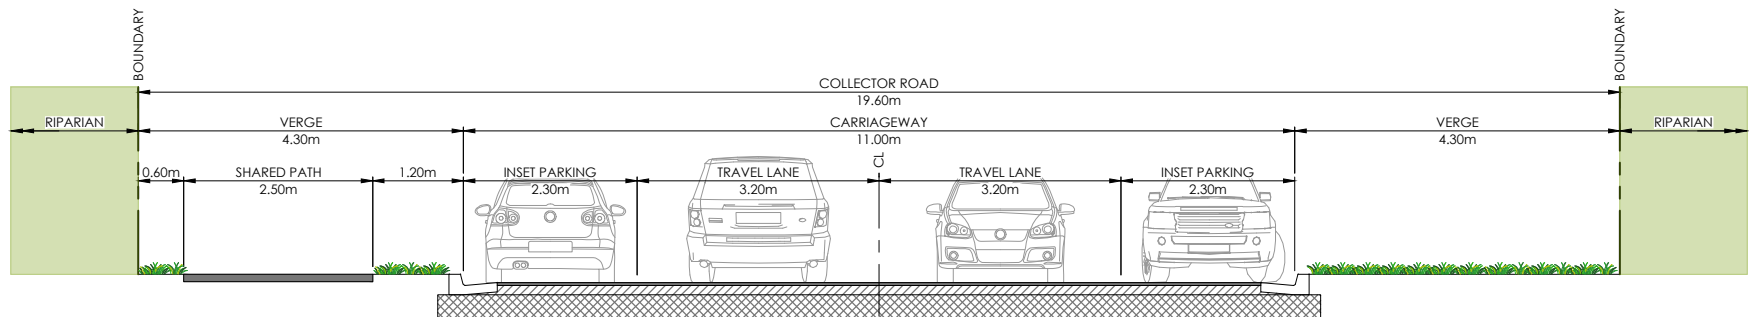 BOUNDARY
BOUNDARY
COLLECTOR ROAD
19.60m
RIPARIAN
VERGE
4.30m
CARRIAGEWAY
11.00m
VERGE
4.30m
RIPARIAN
CL
0.60m
SHARED PATH
2.50m
1.20m
INSET PARKING
2.30m
TRAVEL LANE
3.20m
TRAVEL LANE
3.20m
INSET PARKING
2.30m